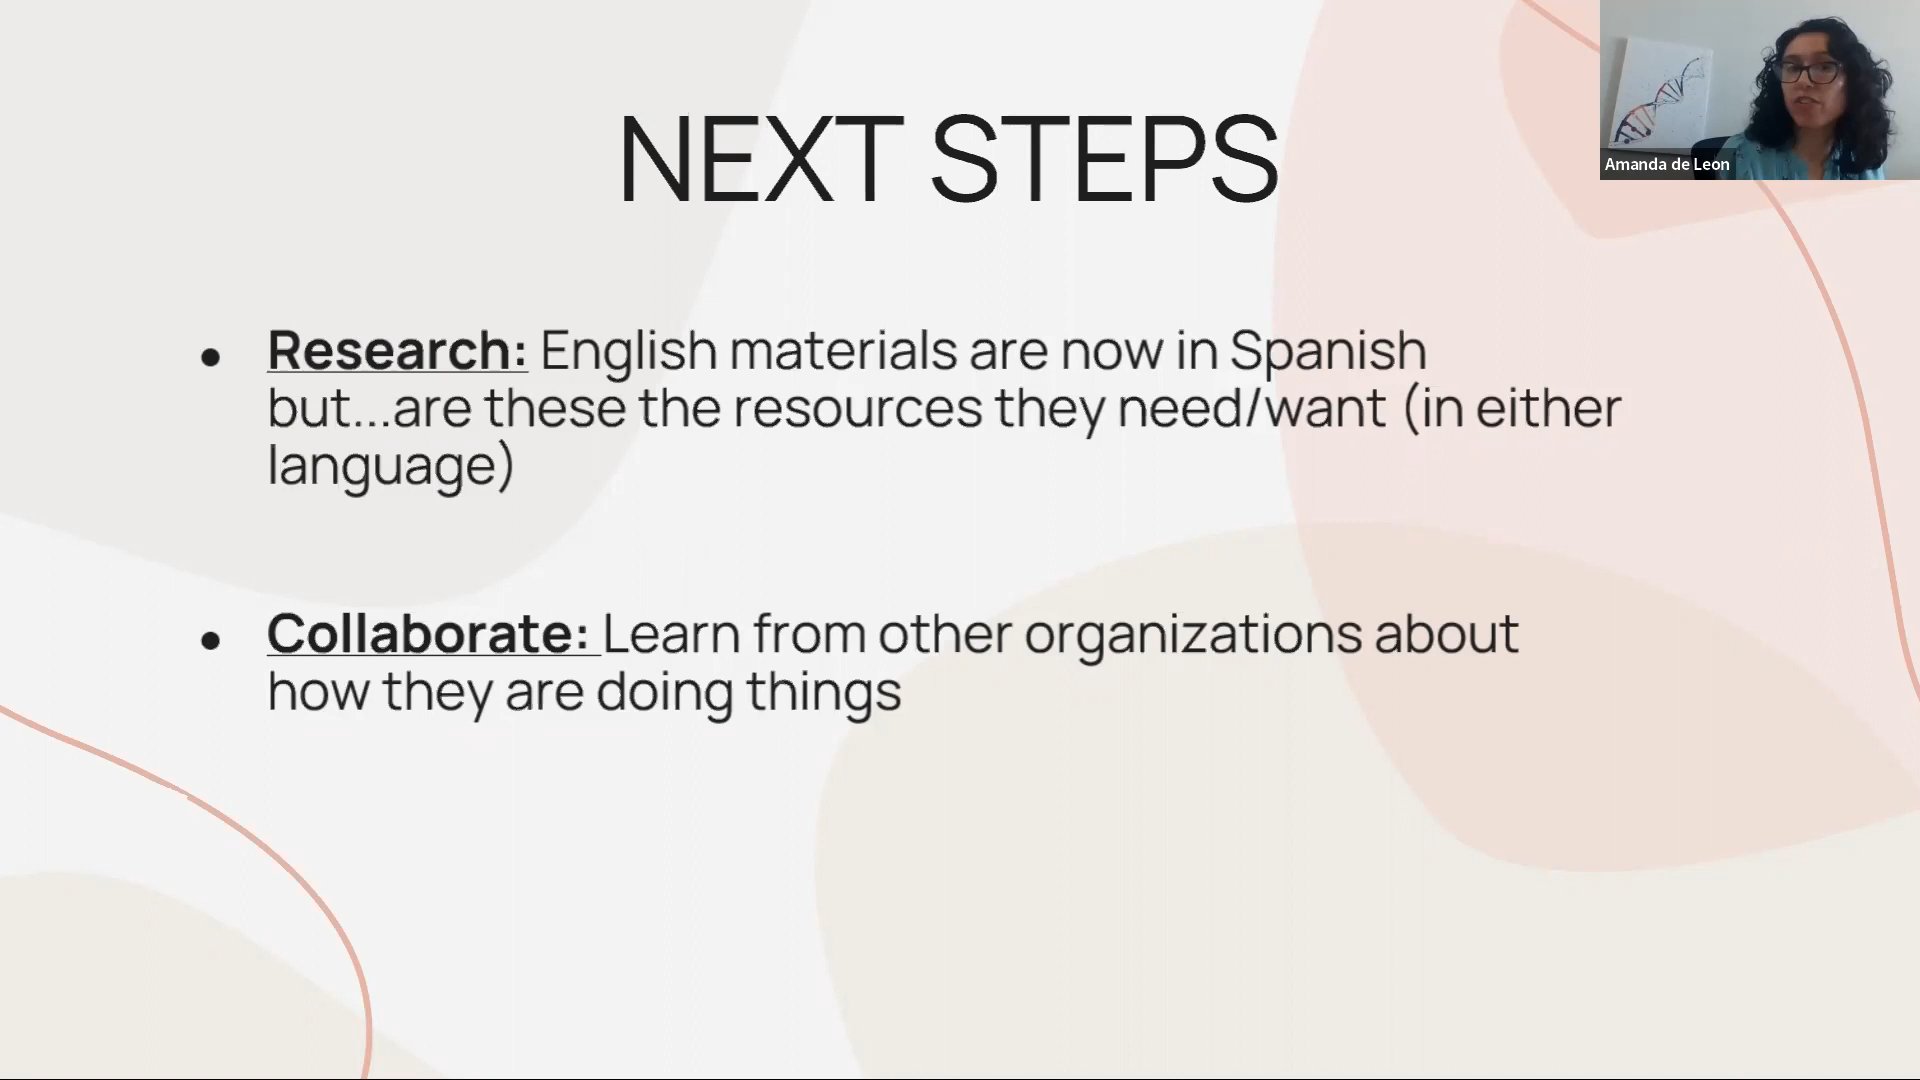 NEXT STEPS
Amanda de Leon
• Research: English materials are now in Spanish
but...are these the resources they need/want (in either
language)
• Collaborate: Learn from other organizations about
how they are doing things